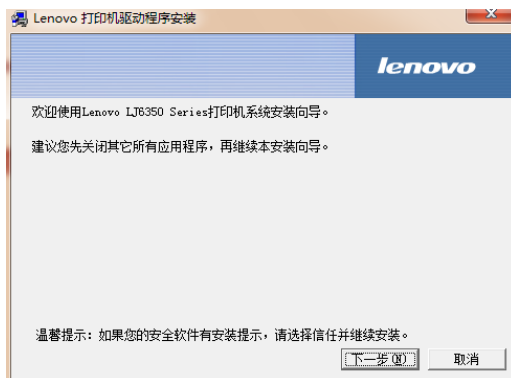 Lenovo 打印机驱动程序安装
lenovo
欢迎使用Lenovo LJ6350 Series打印机系统安装向导。
建议您先关闭其它所有应用程序，再继续本安装向导。
温馨提示：如果您的安全软件有安装提示，请选择信任并继续安装。
下一步(N)
取消